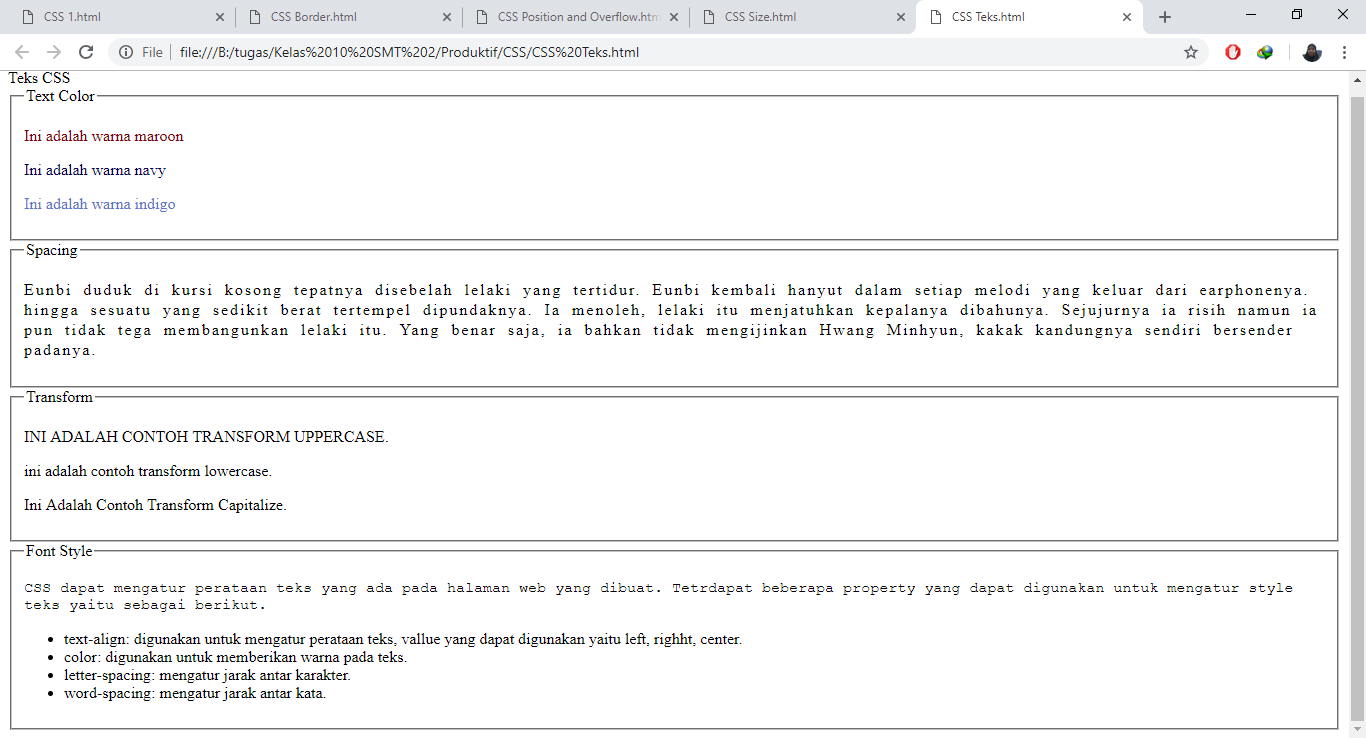 CSS 1.html
CSS Border.html
CSS Position and Overflow.htm
CSS Size.html
CSS Teks.html
File
file:///B:/tugas/Kelas%2010%20SMT%202/Produktif/CSS/CSS%20Teks.html
Teks CSS
Text Color
Ini adalah warna maroon
Ini adalah warna navy
Ini adalah warna indigo
Spacing
Eunbi duduk di kursi kosong tepatnya disebelah lelaki yang tertidur. Eunbi kembali hanyut dalam setiap melodi yang keluar dari earphonenya.
hingga sesuatu yang sedikit berat tertempel dipundaknya. Ia menoleh, lelaki itu menjatuhkan kepalanya dibahunya. Sejujurnya ia risih namun ia
pun tidak tega membangunkan lelaki itu. Yang benar saja, ia bahkan tidak mengijinkan Hwang Minhyun, kakak kandungnya sendiri bersender
padanya.
Transform
INI ADALAH CONTOH TRANSFORM UPPERCASE.
ini adalah contoh transform lowercase.
Ini Adalah Contoh Transform Capitalize.
Font Style
CSS dapat mengatur perataan teks yang ada pada halaman web yang dibuat. Tetrdapat beberapa property yang dapat digunakan untuk mengatur style
teks yaitu sebagai berikut.
• text-align: digunakan untuk mengatur perataan teks, vallue yang dapat digunakan yaitu left, righht, center.
• color: digunakan untuk memberikan warna pada teks.
• letter-spacing: mengatur jarak antar karakter.
• word-spacing: mengatur jarak antar kata.